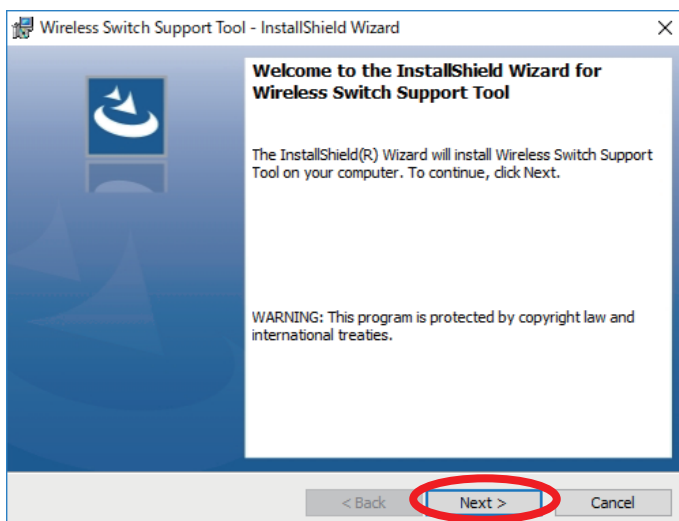 Wireless Switch Support Tool - InstallShield Wizard
Welcome to the InstallShield Wizard for
Wireless Switch Support Tool
The InstallShield(R) Wizard will install Wireless Switch Support
Tool on your computer. To continue, click Next.
WARNING: This program is protected by copyright law and
international treaties.
< Back
Next >
Cancel